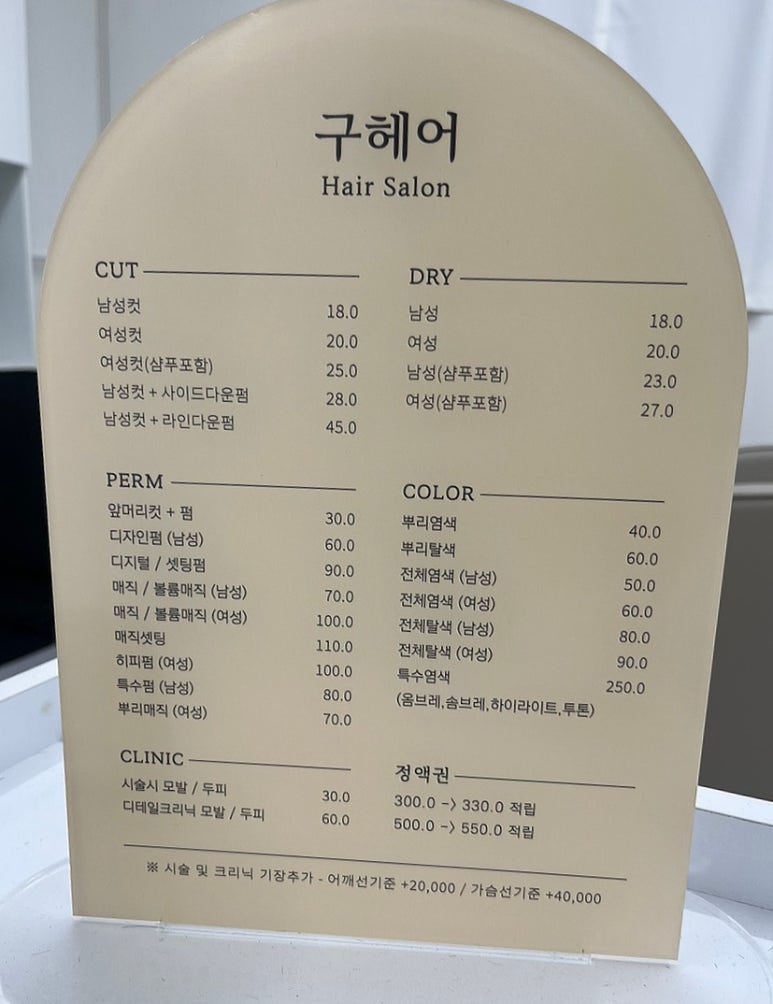 구헤어
Hair Salon
CUT
남성컷 18.0
여성컷 20.0
여성컷(샴푸포함) 25.0
남성컷 + 사이드다운펌 28.0
남성컷 + 라인다운펌 45.0
DRY
남성 18.0
여성 20.0
남성(샴푸포함) 23.0
여성(샴푸포함) 27.0
PERM
앞머리컷 + 펌 30.0
디자인펌 (남성) 60.0
디지털 / 셋팅펌 90.0
매직 / 볼륨매직 (남성) 70.0
매직 / 볼륨매직 (여성) 100.0
매직셋팅 110.0
히피펌 (여성) 100.0
특수펌 (남성) 80.0
뿌리매직 (여성) 70.0
COLOR
뿌리염색 40.0
뿌리탈색 60.0
전체염색 (남성) 50.0
전체염색 (여성) 60.0
전체탈색 (남성) 80.0
전체탈색 (여성) 90.0
특수염색 250.0
(옴브레,솜브레,하이라이트,투톤)
CLINIC
시술시 모발 / 두피 30.0
디테일크리닉 모발 / 두피 60.0
정액권
300.0 -> 330.0 적립
500.0 -> 550.0 적립
※ 시술 및 크리닉 기장추가 - 어깨선기준 +20,000 / 가슴선기준 +40,000